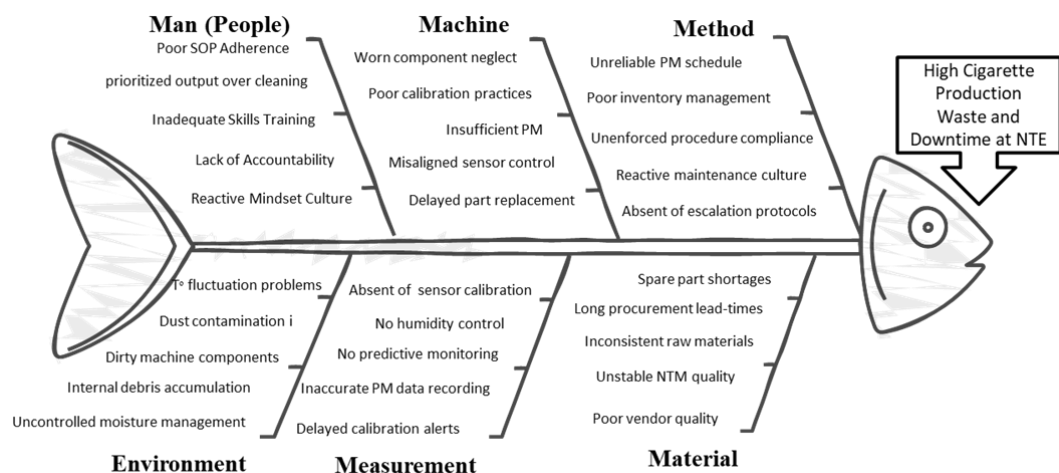 Man (People)
Poor SOP Adherence
prioritized output over cleaning
Inadequate Skills Training
Lack of Accountability
Reactive Mindset Culture
Machine
Worn component neglect
Poor calibration practices
Insufficient PM
Misaligned sensor control
Delayed part replacement
Method
Unreliable PM schedule
Poor inventory management
Unenforced procedure compliance
Reactive maintenance culture
Absent of escalation protocols
High Cigarette
Production
Waste and
Downtime at NTE
T° fluctuation problems
Dust contamination i
Dirty machine components
Internal debris accumulation
Uncontrolled moisture management
Environment
Absent of sensor calibration
No humidity control
No predictive monitoring
Inaccurate PM data recording
Delayed calibration alerts
Measurement
Spare part shortages
Long procurement lead-times
Inconsistent raw materials
Unstable NTM quality
Poor vendor quality
Material